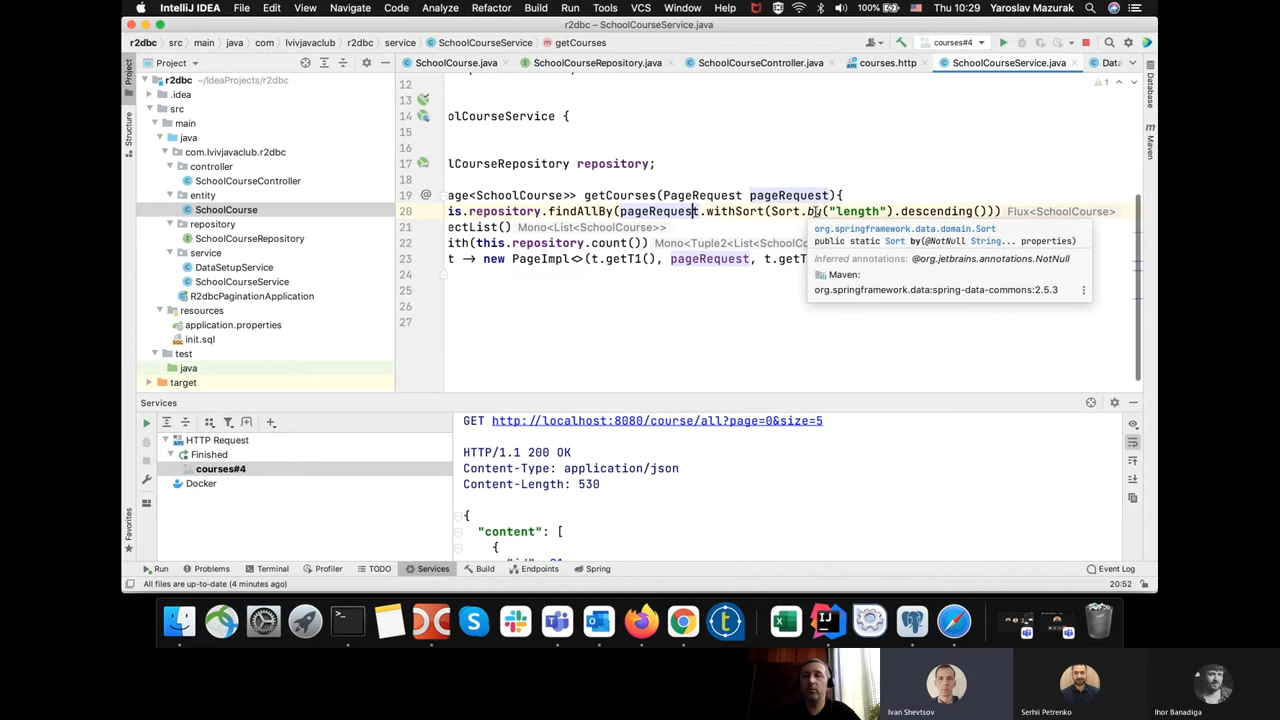 IntelliJ IDEA File Edit View Navigate Code Analyze Refactor Build Run Tools VCS Window Help 100% Thu 10:29 Yaroslav Mazurak
r2dbc – SchoolCourseService.java
r2dbc src main java com lvivjavaclub r2dbc service SchoolCourseService getCourses courses#4
Project SchoolCourse.java SchoolCourseRepository.java SchoolCourseController.java courses.http SchoolCourseService.java Data
Project
Structure
Favorites
Database
Maven
r2dbc ~/IdeaProjects/r2dbc
.idea
src
main
java
com.lvivjavaclub.r2dbc
controller
SchoolCourseController
entity
SchoolCourse
repository
SchoolCourseRepository
service
DataSetupService
SchoolCourseService
R2dbcPaginationApplication
resources
application.properties
init.sql
test
java
target
12
13
14 olCourseService {
15
16
17 lCourseRepository repository;
18
19 @ age<SchoolCourse>> getCourses(PageRequest pageRequest){
20 is.repository.findAllBy(pageRequest.withSort(Sort.by("length").descending())) Flux<SchoolCourse>
21 ectList() Mono<List<SchoolCourse>>
22 ith(this.repository.count()) Mono<Tuple2<List<SchoolCo
23 t -> new PageImpl<>(t.getT1(), pageRequest, t.getT
24
25
26
27
1
org.springframework.data.domain.Sort
public static Sort by(@NotNull String... properties)
Inferred annotations: @org.jetbrains.annotations.NotNull
Maven:
org.springframework.data:spring-data-commons:2.5.3
Services
HTTP Request
Finished
courses#4
Docker
GET http://localhost:8080/course/all?page=0&size=5
HTTP/1.1 200 OK
Content-Type: application/json
Content-Length: 530
{
"content": [
{
Run Problems Terminal Profiler TODO Services Build Endpoints Spring Event Log
All files are up-to-date (4 minutes ago) 20:52
Ivan Shevtsov
Serhii Petrenko
Ihor Banadiga